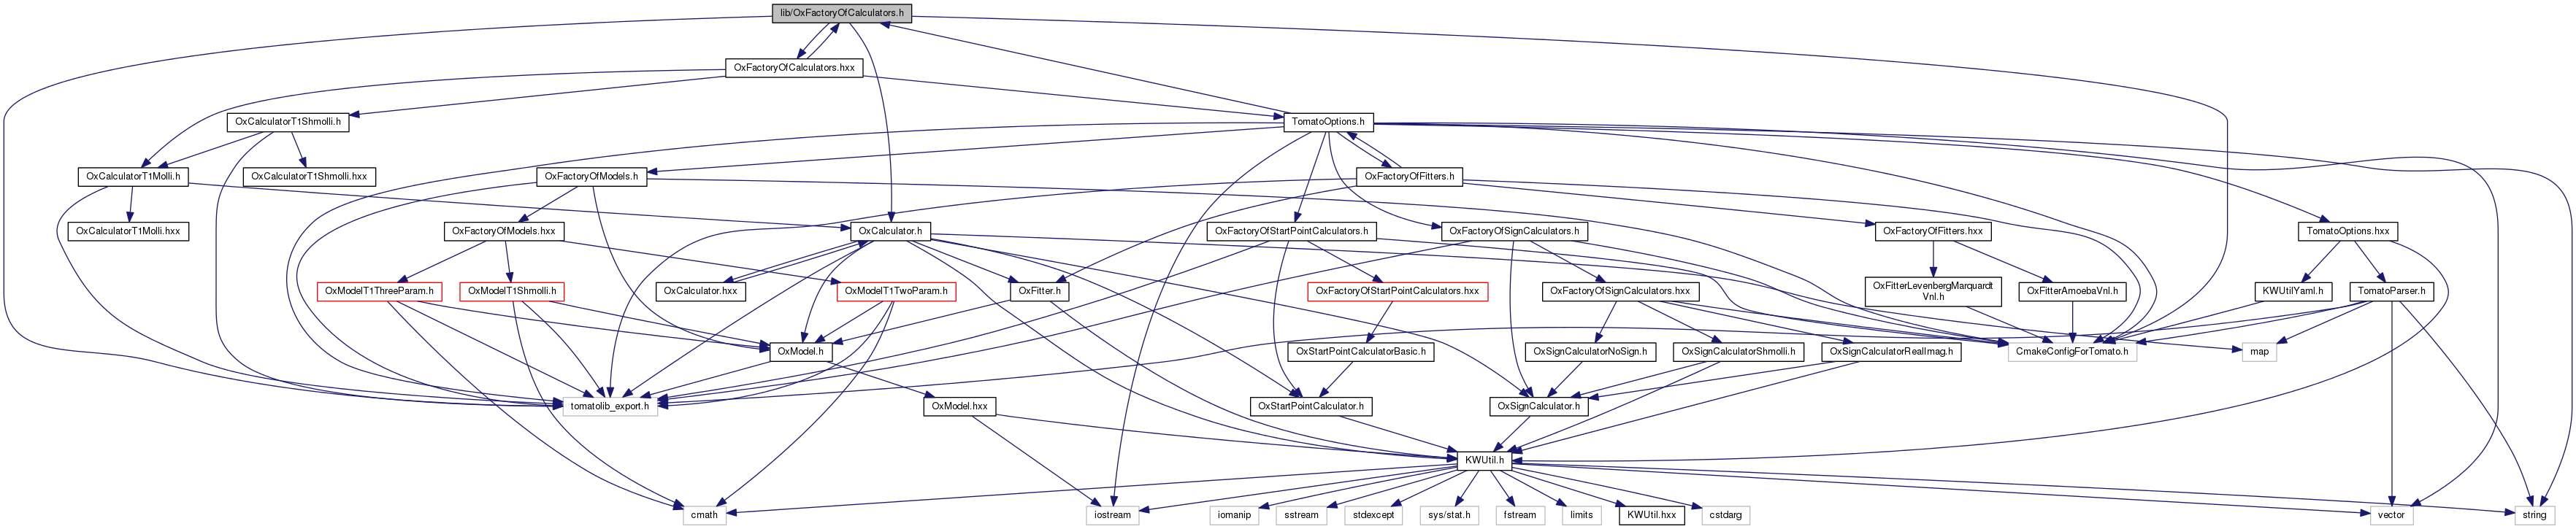 lib/OxFactoryOfCalculators.h
OxFactoryOfCalculators.hxx
OxCalculatorT1Shmolli.h
TomatoOptions.h
OxCalculatorT1Molli.h
OxCalculatorT1Shmolli.hxx
OxFactoryOfModels.h
OxFactoryOfFitters.h
OxCalculatorT1Molli.hxx
OxFactoryOfModels.hxx
OxCalculator.h
OxFactoryOfStartPointCalculators.h
OxFactoryOfSignCalculators.h
OxFactoryOfFitters.hxx
TomatoOptions.hxx
OxModelT1ThreeParam.h
OxModelT1Shmolli.h
OxCalculator.hxx
OxModelT1TwoParam.h
OxFitter.h
OxFactoryOfStartPointCalculators.hxx
OxFactoryOfSignCalculators.hxx
OxFitterLevenbergMarquardt
Vnl.h
OxFitterAmoebaVnl.h
KWUtilYaml.h
TomatoParser.h
OxModel.h
OxStartPointCalculatorBasic.h
OxSignCalculatorNoSign.h
OxSignCalculatorShmolli.h
OxSignCalculatorRealImag.h
CmakeConfigForTomato.h
map
tomatolib_export.h
OxModel.hxx
OxStartPointCalculator.h
OxSignCalculator.h
KWUtil.h
cmath
iostream
iomanip
sstream
stdexcept
sys/stat.h
fstream
limits
KWUtil.hxx
cstdarg
vector
string